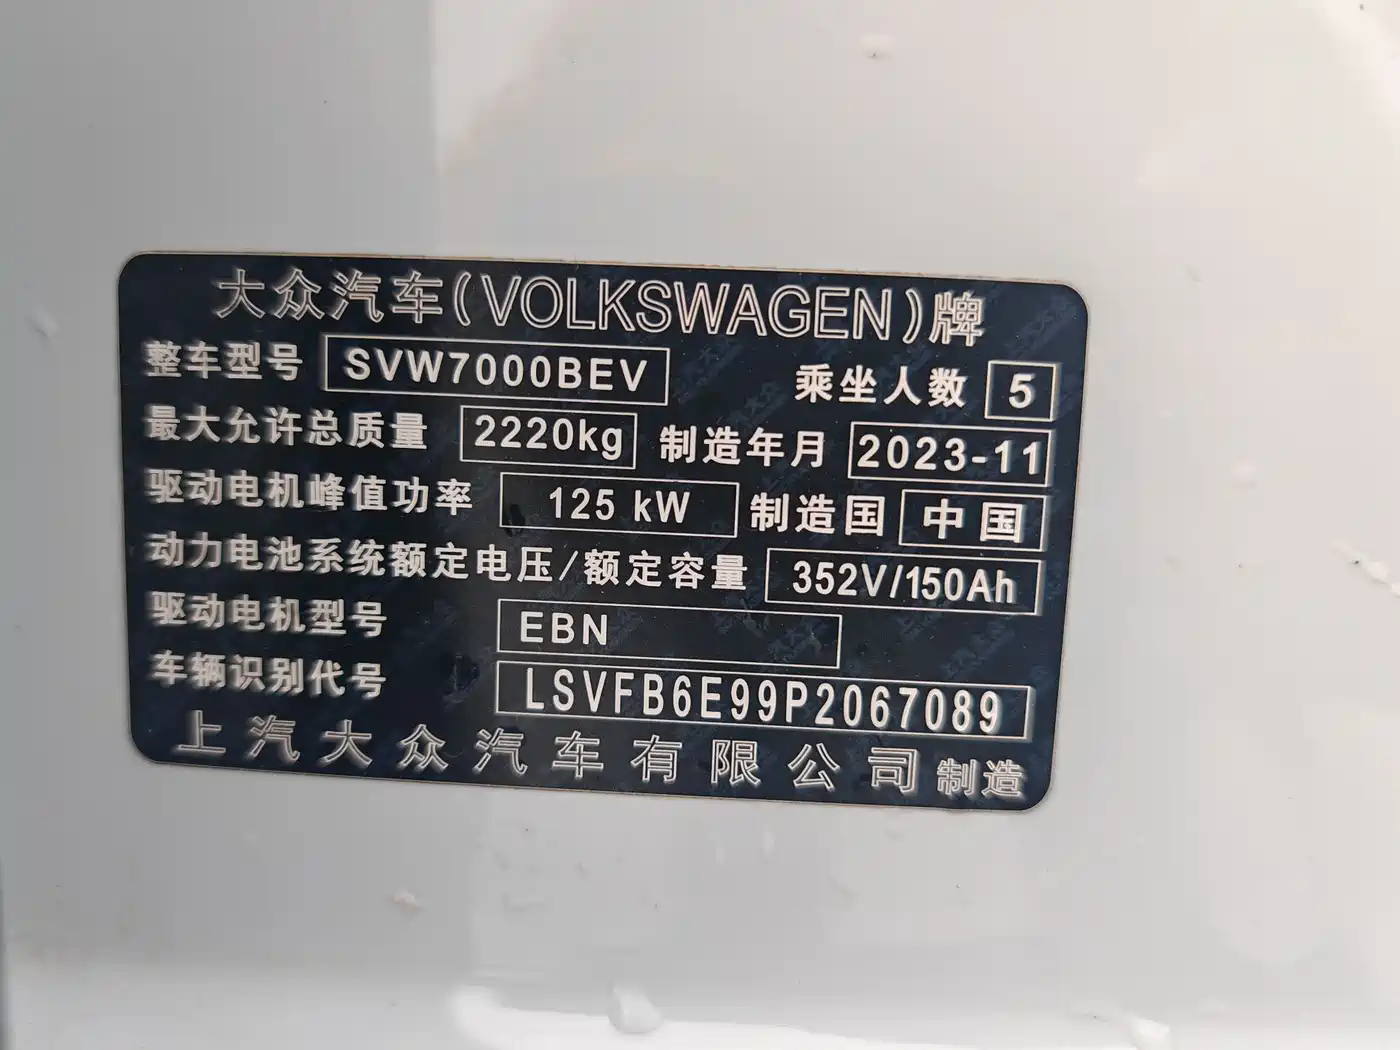 大众汽车(VOLKSWAGEN)牌
整车型号 SVW7000BEV 乘坐人数 5
最大允许总质量 2220kg 制造年月 2023-11
驱动电机峰值功率 125 kW 制造国 中国
动力电池系统额定电压/额定容量 352V/150Ah
驱动电机型号 EBN
车辆识别代号 LSVFB6E99P2067089
上汽大众汽车有限公司制造